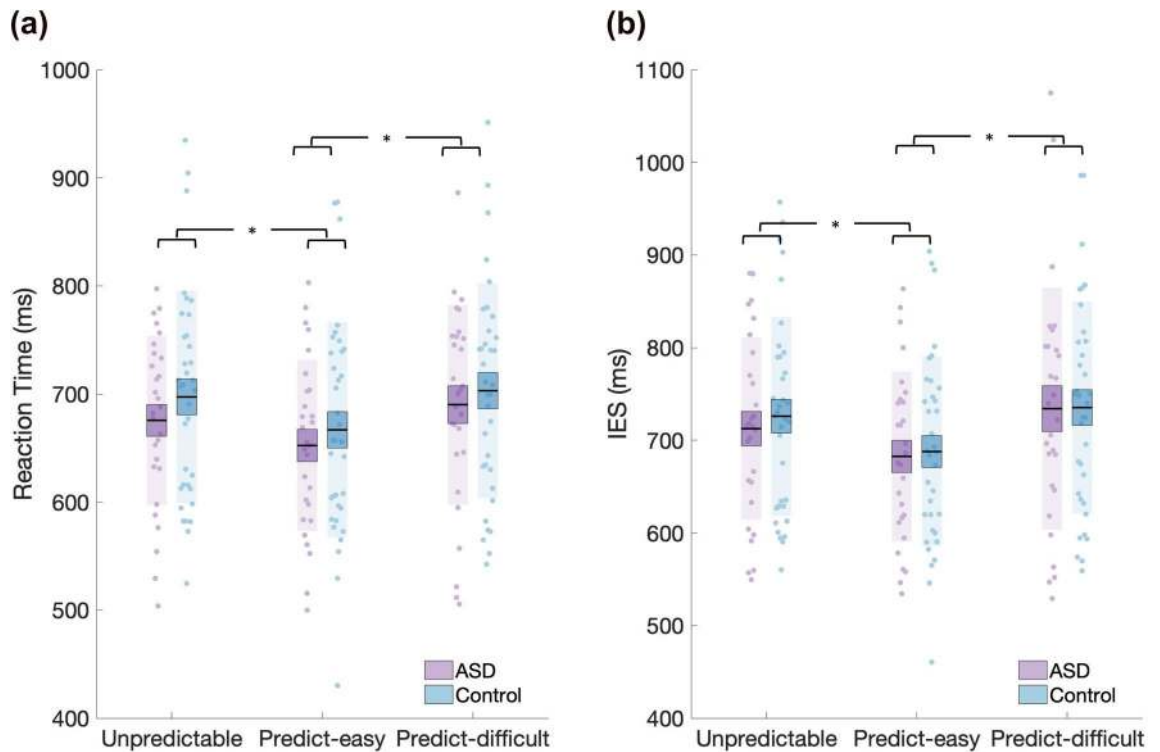 (a)
Reaction Time (ms)
1000
900
800
700
600
500
400
*
*
ASD
Control
Unpredictable Predict-easy Predict-difficult
(b)
IES (ms)
1100
1000
900
800
700
600
500
400
*
*
ASD
Control
Unpredictable Predict-easy Predict-difficult